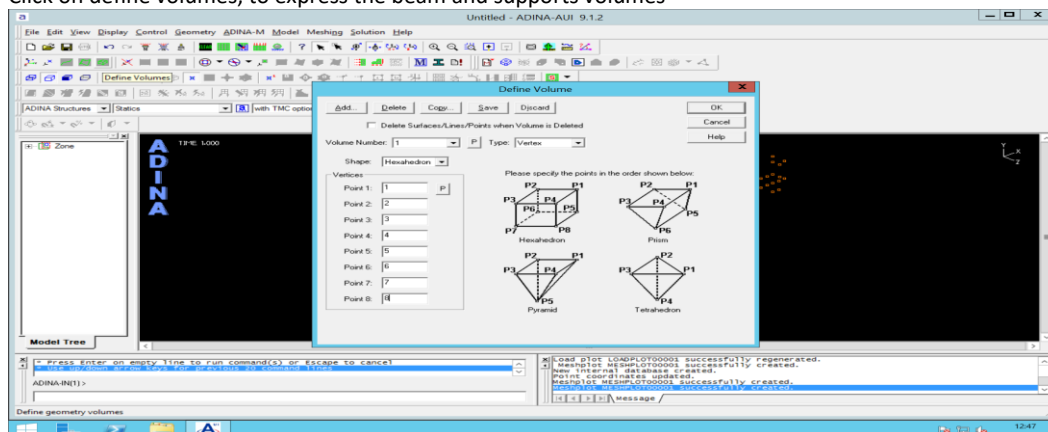 Click on define volumes, to express the beam and supports volumes
Untitled - ADINA-AUI 9.1.2
File Edit View Display Control Geometry ADINA-M Model Meshing Solution Help
Define Volumes
Define Volume
ADINA Structures Statics with TMC option
Add... Delete Copy... Save Discard OK
Delete Surfaces/Lines/Points when Volume is Deleted Cancel
Volume Number: 1 P Type: Vertex Help
Zone
TIME 1.000
ADINA
Shape: Hexahedron
Vertices
Please specify the points in the order shown below:
Point 1: 1 P
Point 2: 2
Point 3: 3
Point 4: 4
Point 5: 5
Point 6: 6
Point 7: 7
Point 8: 8
P2 P1
P3 P4
P6 P5
P7 P8
Hexahedron
P2 P1
P3 P4
P5
P6
Prism
P2 P1
P3 P4
P5
Pyramid
P2
P3 P1
P4
Tetrahedron
Y
X
Z
Model Tree
* Press Enter on empty line to run command(s) or Escape to cancel
* Use up/down arrow keys for previous 20 command lines
ADINA-IN(1) >
Load plot LOADPLOT00001 successfully regenerated.
Meshplot MESHPLOT00001 successfully created.
New internal database created.
Point coordinates updated.
Meshplot MESHPLOT00001 successfully created.
Meshplot MESHPLOT00001 successfully created.
Message
Define geometry volumes
12:47